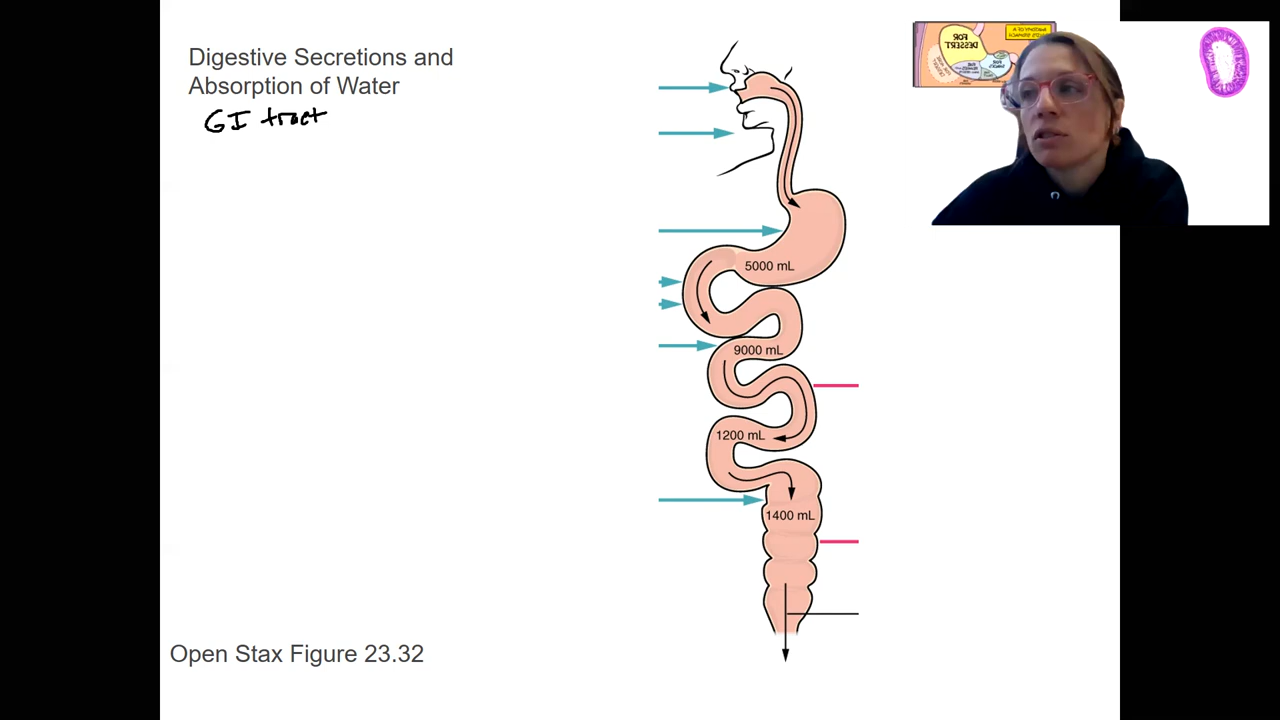 Digestive Secretions and
Absorption of Water
GI tract
5000 mL
9000 mL
1200 mL
1400 mL
Open Stax Figure 23.32
FOR
DESSERT